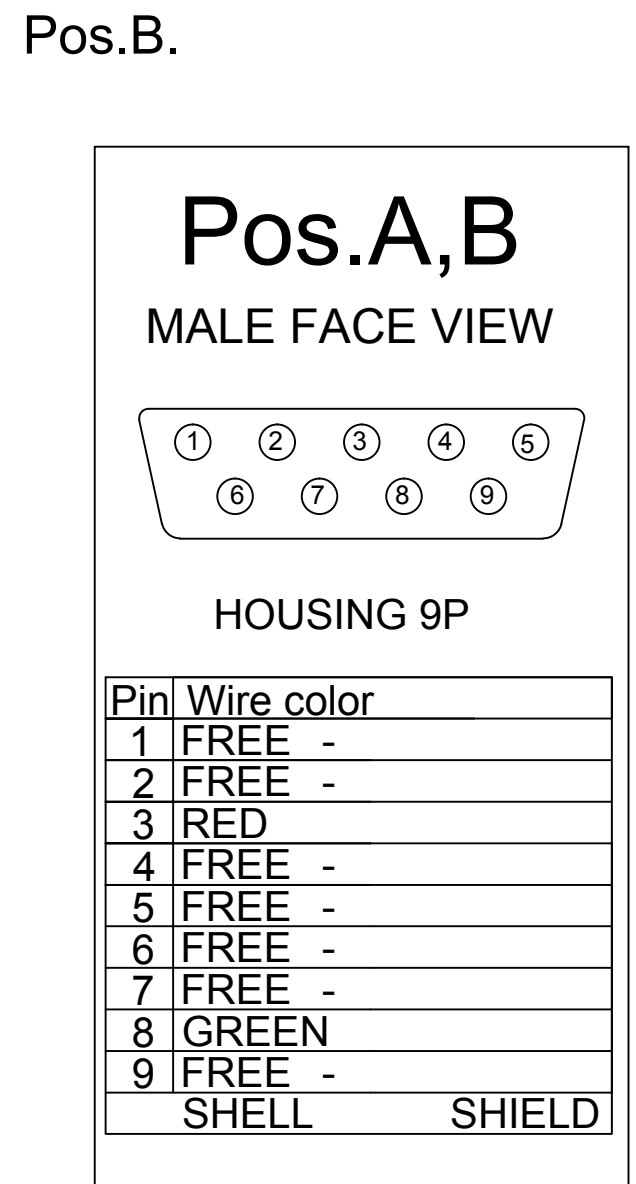 Pos.B.
Pos.A,B
MALE FACE VIEW
1 2 3 4 5
6 7 8 9
HOUSING 9P
Pin Wire color
1 FREE -
2 FREE -
3 RED
4 FREE -
5 FREE -
6 FREE -
7 FREE -
8 GREEN
9 FREE -
SHELL SHIELD